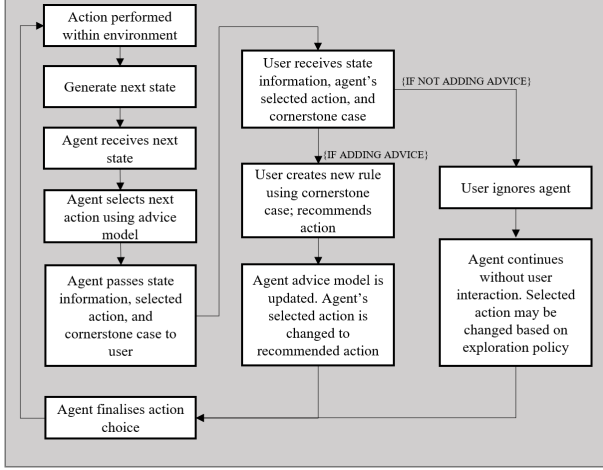 Action performed
within environment
Generate next state
Agent receives next
state
Agent selects next
action using advice
model
Agent passes state
information, selected
action, and
cornerstone case to
user
User receives state
information, agent's
selected action, and
cornerstone case
{IF NOT ADDING ADVICE}
{IF ADDING ADVICE}
User creates new rule
using cornerstone
case; recommends
action
Agent advice model is
updated. Agent's
selected action is
changed to
recommended action
User ignores agent
Agent continues
without user
interaction. Selected
action may be
changed based on
exploration policy
Agent finalises action
choice